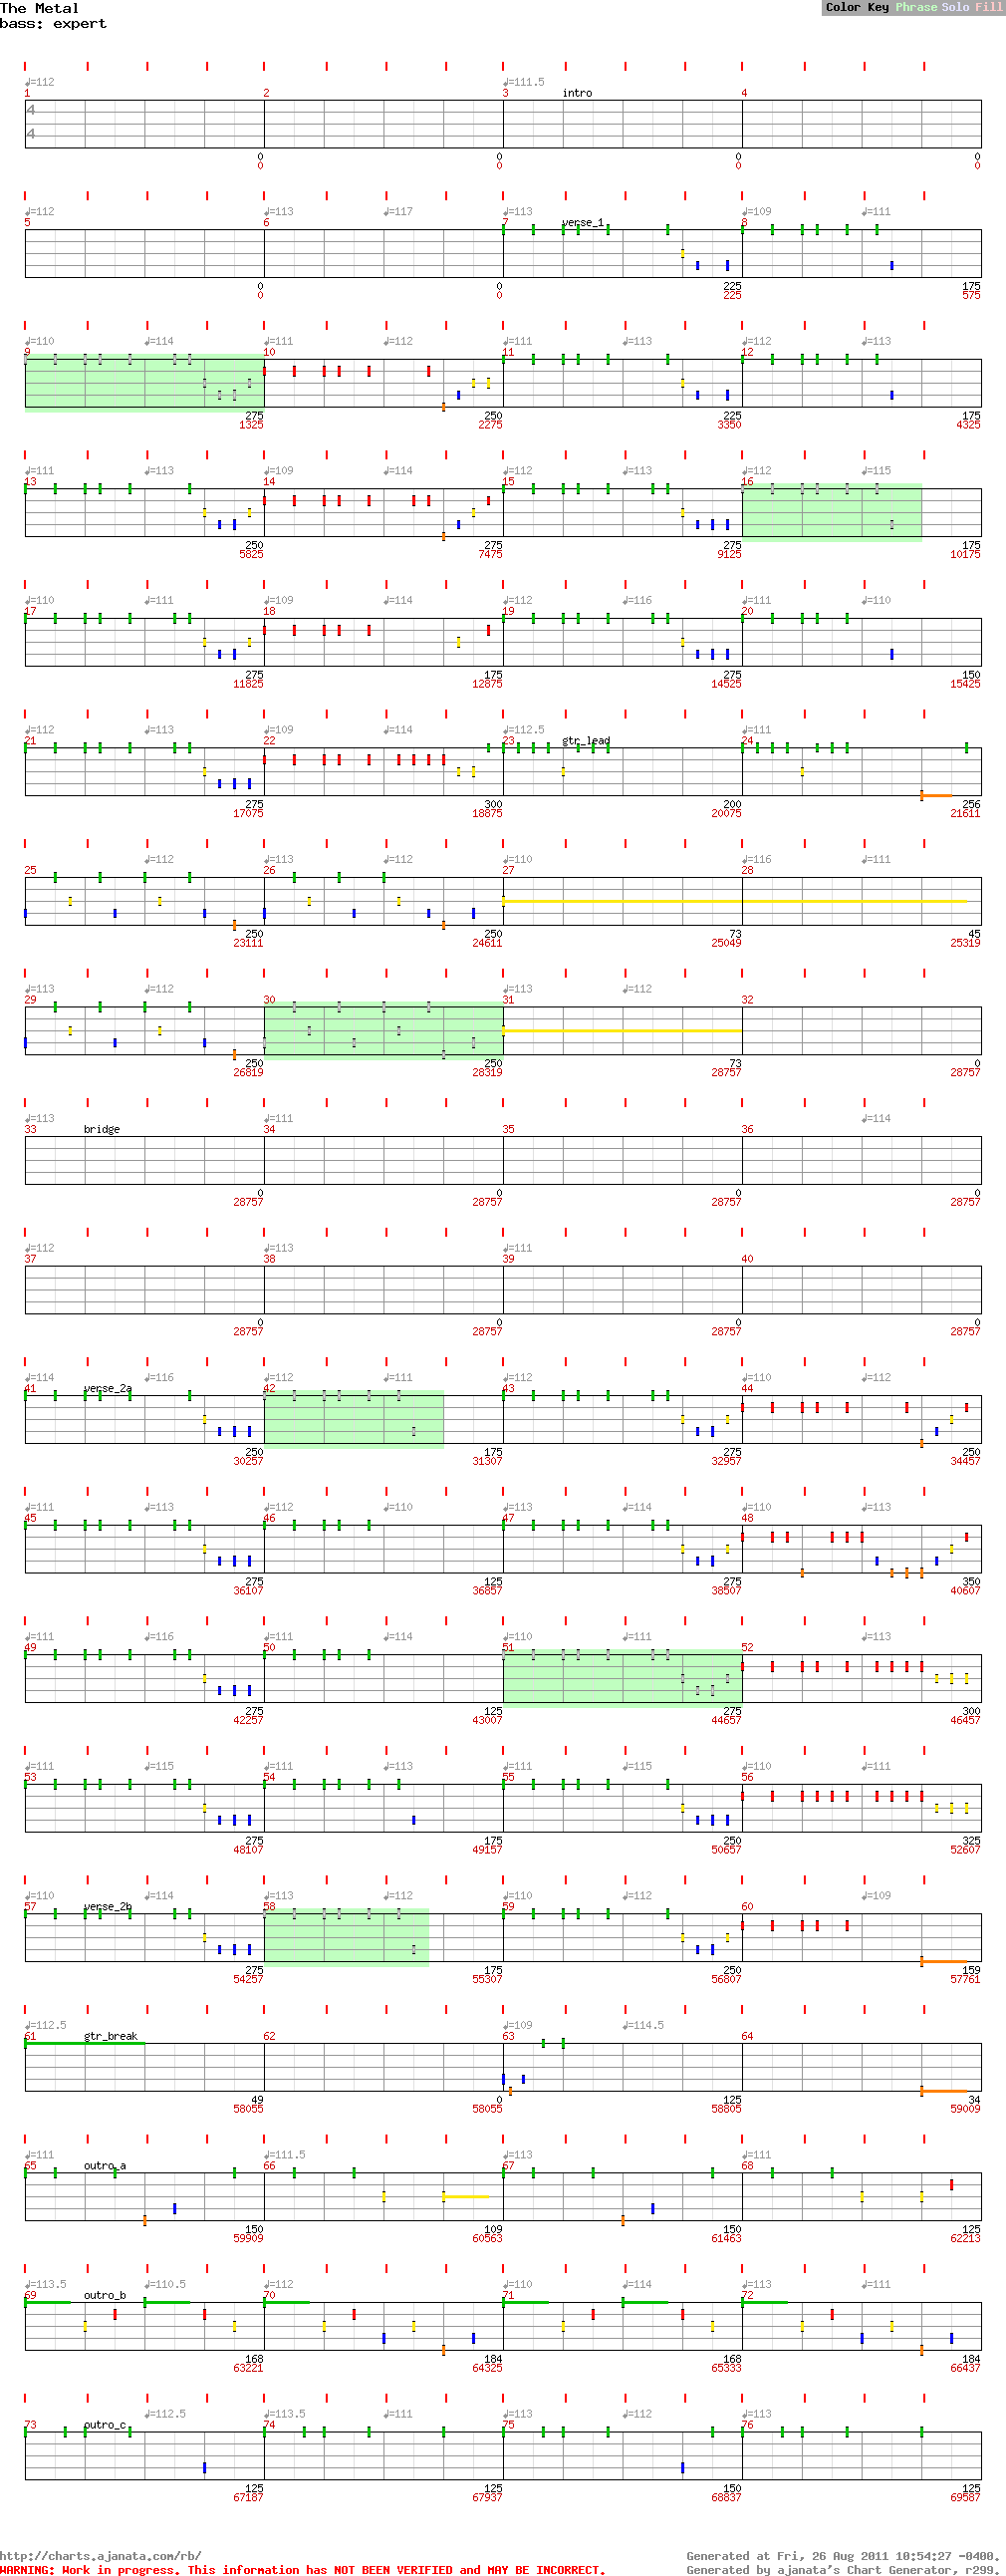 The Metal
bass: expert
Color Key Phrase Solo Fill
♩=112 ♩=111.5
1 2 3 intro 4
4
4
0 0 0 0
0 0 0 0
♩=112 ♩=113 ♩=117 ♩=113 ♩=109 ♩=111
5 6 7 verse_1 8
0 0 225 175
0 0 225 575
♩=110 ♩=114 ♩=111 ♩=112 ♩=111 ♩=113 ♩=112 ♩=113
9 10 11 12
275 250 225 175
1325 2275 3350 4325
♩=111 ♩=113 ♩=109 ♩=114 ♩=112 ♩=113 ♩=112 ♩=115
13 14 15 16
250 275 275 175
5825 7475 9125 10175
♩=110 ♩=111 ♩=109 ♩=114 ♩=112 ♩=116 ♩=111 ♩=110
17 18 19 20
275 175 275 150
11825 12875 14525 15425
♩=112 ♩=113 ♩=109 ♩=114 ♩=112.5 ♩=111
21 22 23 gtr_lead 24
275 300 200 256
17075 18875 20075 21611
♩=112 ♩=113 ♩=112 ♩=110 ♩=116 ♩=111
25 26 27 28
250 250 73 45
23111 24611 25049 25319
♩=113 ♩=112 ♩=113 ♩=112
29 30 31 32
250 250 73 0
26819 28319 28757 28757
♩=113 ♩=111 ♩=114
33 bridge 34 35 36
0 0 0 0
28757 28757 28757 28757
♩=112 ♩=113 ♩=111
37 38 39 40
0 0 0 0
28757 28757 28757 28757
♩=114 ♩=116 ♩=112 ♩=111 ♩=112 ♩=110 ♩=112
41 verse_2a 42 43 44
250 175 275 250
30257 31307 32957 34457
♩=111 ♩=113 ♩=112 ♩=110 ♩=113 ♩=114 ♩=110 ♩=113
45 46 47 48
275 125 275 350
36107 36857 38507 40607
♩=111 ♩=116 ♩=111 ♩=114 ♩=110 ♩=111 ♩=113
49 50 51 52
275 125 275 300
42257 43007 44657 46457
♩=111 ♩=115 ♩=111 ♩=113 ♩=111 ♩=115 ♩=110 ♩=111
53 54 55 56
275 175 250 325
48107 49157 50657 52607
♩=110 ♩=114 ♩=113 ♩=112 ♩=110 ♩=112 ♩=109
57 verse_2b 58 59 60
275 175 250 159
54257 55307 56807 57761
♩=112.5 ♩=109 ♩=114.5
61 gtr_break 62 63 64
49 0 125 34
58055 58055 58805 59009
♩=111 ♩=111.5 ♩=113 ♩=111
65 outro_a 66 67 68
150 109 150 125
59909 60563 61463 62213
♩=113.5 ♩=110.5 ♩=112 ♩=110 ♩=114 ♩=113 ♩=111
69 outro_b 70 71 72
168 184 168 184
63221 64325 65333 66437
♩=112.5 ♩=113.5 ♩=111 ♩=113 ♩=112 ♩=113
73 outro_c 74 75 76
125 125 150 125
67187 67937 68837 69587
http://charts.ajanata.com/rb/
WARNING: Work in progress. This information has NOT BEEN VERIFIED and MAY BE INCORRECT.
Generated at Fri, 26 Aug 2011 10:54:27 -0400.
Generated by ajanata's Chart Generator, r299.